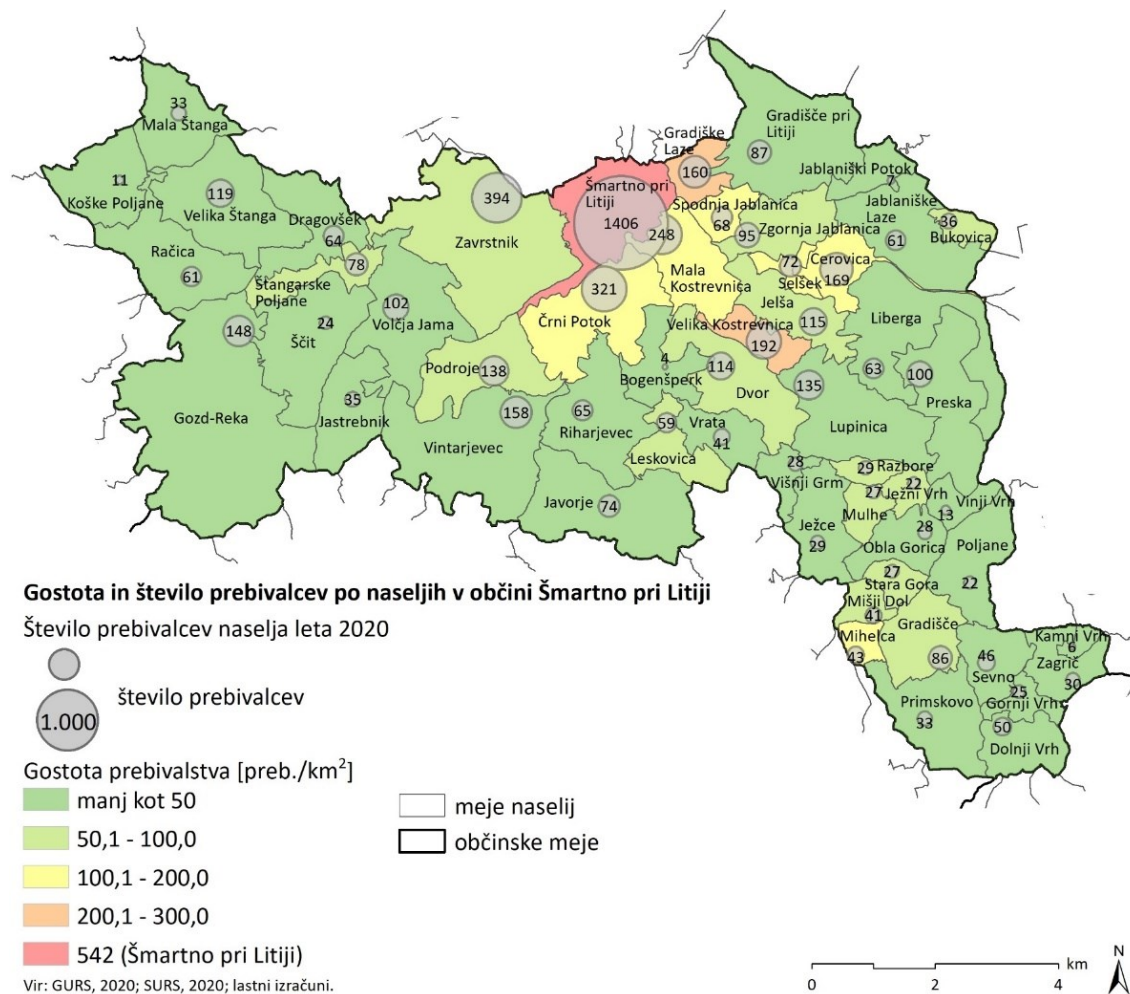 33
Mala Štanga
11
Koške Poljane
119
Velika Štanga
Dragovšek
64
Račica
61
78
Štangarske
Poljane
148
24
Ščit
102
Volčja Jama
Gozd-Reka
35
Jastrebnik
394
Zavrstnik
Šmartno pri
Litiji
1406
248
Gradiške
Laze
160
Gradišče pri
Litiji
87
Jablaniški Potok
7
Jablaniške
Laze
61
36
Bukovica
Spodnja Jablanica
68
95
Zgornja Jablanica
72
Selšek
Cerovica
169
Mala
Kostrevnica
321
Črni Potok
Jelša
115
Velika Kostrevnica
192
Liberga
63
100
Preska
Podroje
138
4
Bogenšperk
114
Dvor
135
Lupinica
158
Vintarjevec
65
Riharjevec
59
Vrata
41
Leskovica
Javorje
74
28
Višnji Grm
29
Razbore
22
27
Ježni Vrh
Mulhe
Vinji Vrh
13
28
Obla Gorica
Ježce
29
Poljane
22
27
Stara Gora
Mišji Dol
41
Gradišče
86
Mihelca
43
Kamni Vrh
6
Zagrič
30
46
Sevno
25
Gornji Vrh
Primskovo
33
50
Dolnji Vrh
Gostota in število prebivalcev po naseljih v občini Šmartno pri Litiji
Število prebivalcev naselja leta 2020
število prebivalcev
1.000
Gostota prebivalstva [preb./km²]
manj kot 50
50,1 - 100,0
100,1 - 200,0
200,1 - 300,0
542 (Šmartno pri Litiji)
meje naselij
občinske meje
Vir: GURS, 2020; SURS, 2020; lastni izračuni.
km
0 2 4
N